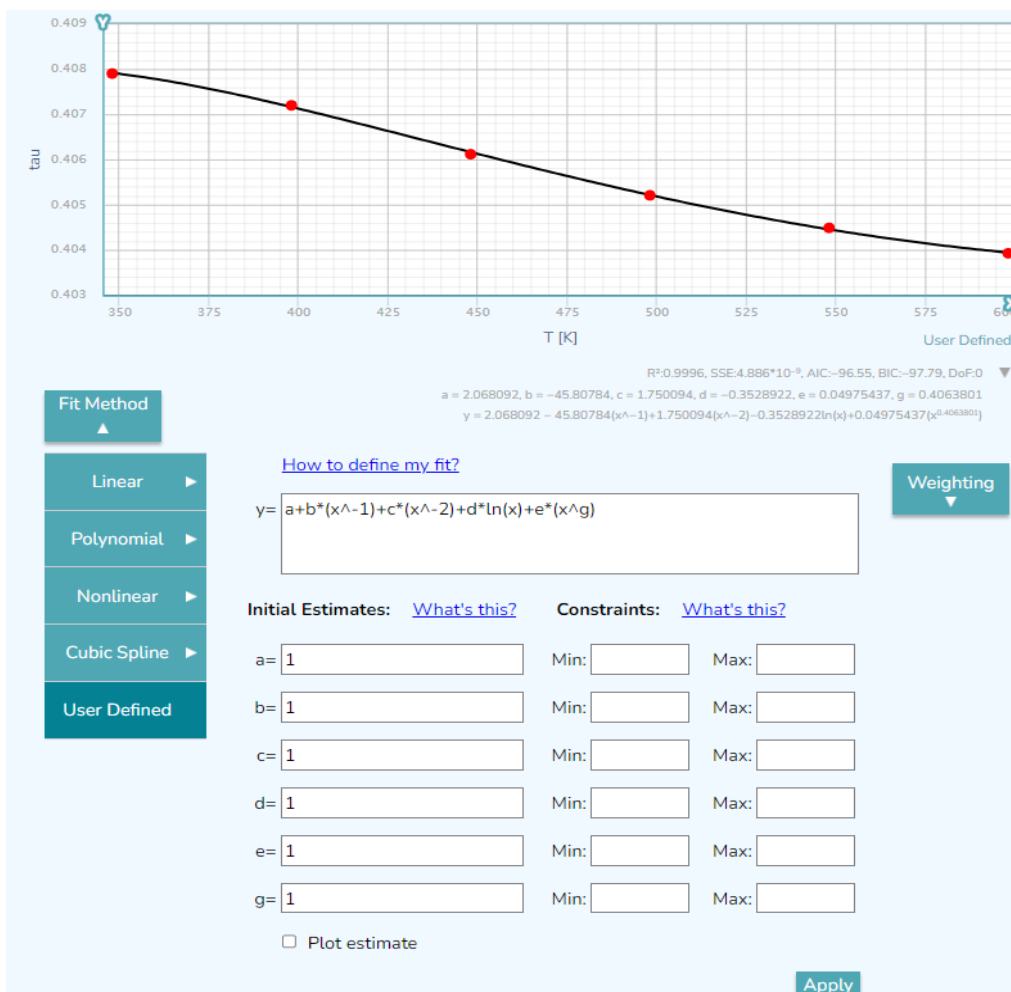 0.409
0.408
0.407
0.406
0.405
0.404
0.403
tau
350 375 400 425 450 475 500 525 550 575 60
T [K]
User Defined
R²:0.9996, SSE:4.886*10⁻⁹, AIC:−96.55, BIC:−97.79, DoF:0 ▼
a = 2.068092, b = −45.80784, c = 1.750094, d = −0.3528922, e = 0.04975437, g = 0.4063801
y = 2.068092 − 45.80784(x^−1)+1.750094(x^−2)−0.3528922ln(x)+0.04975437(x^0.4063801)
Fit Method
▲
Linear ▶
Polynomial ▶
Nonlinear ▶
Cubic Spline ▶
User Defined
How to define my fit?
y= a+b*(x^-1)+c*(x^-2)+d*ln(x)+e*(x^g)
Weighting
▼
Initial Estimates: What's this? Constraints: What's this?
a= 1 Min: Max:
b= 1 Min: Max:
c= 1 Min: Max:
d= 1 Min: Max:
e= 1 Min: Max:
g= 1 Min: Max:
Plot estimate
Apply